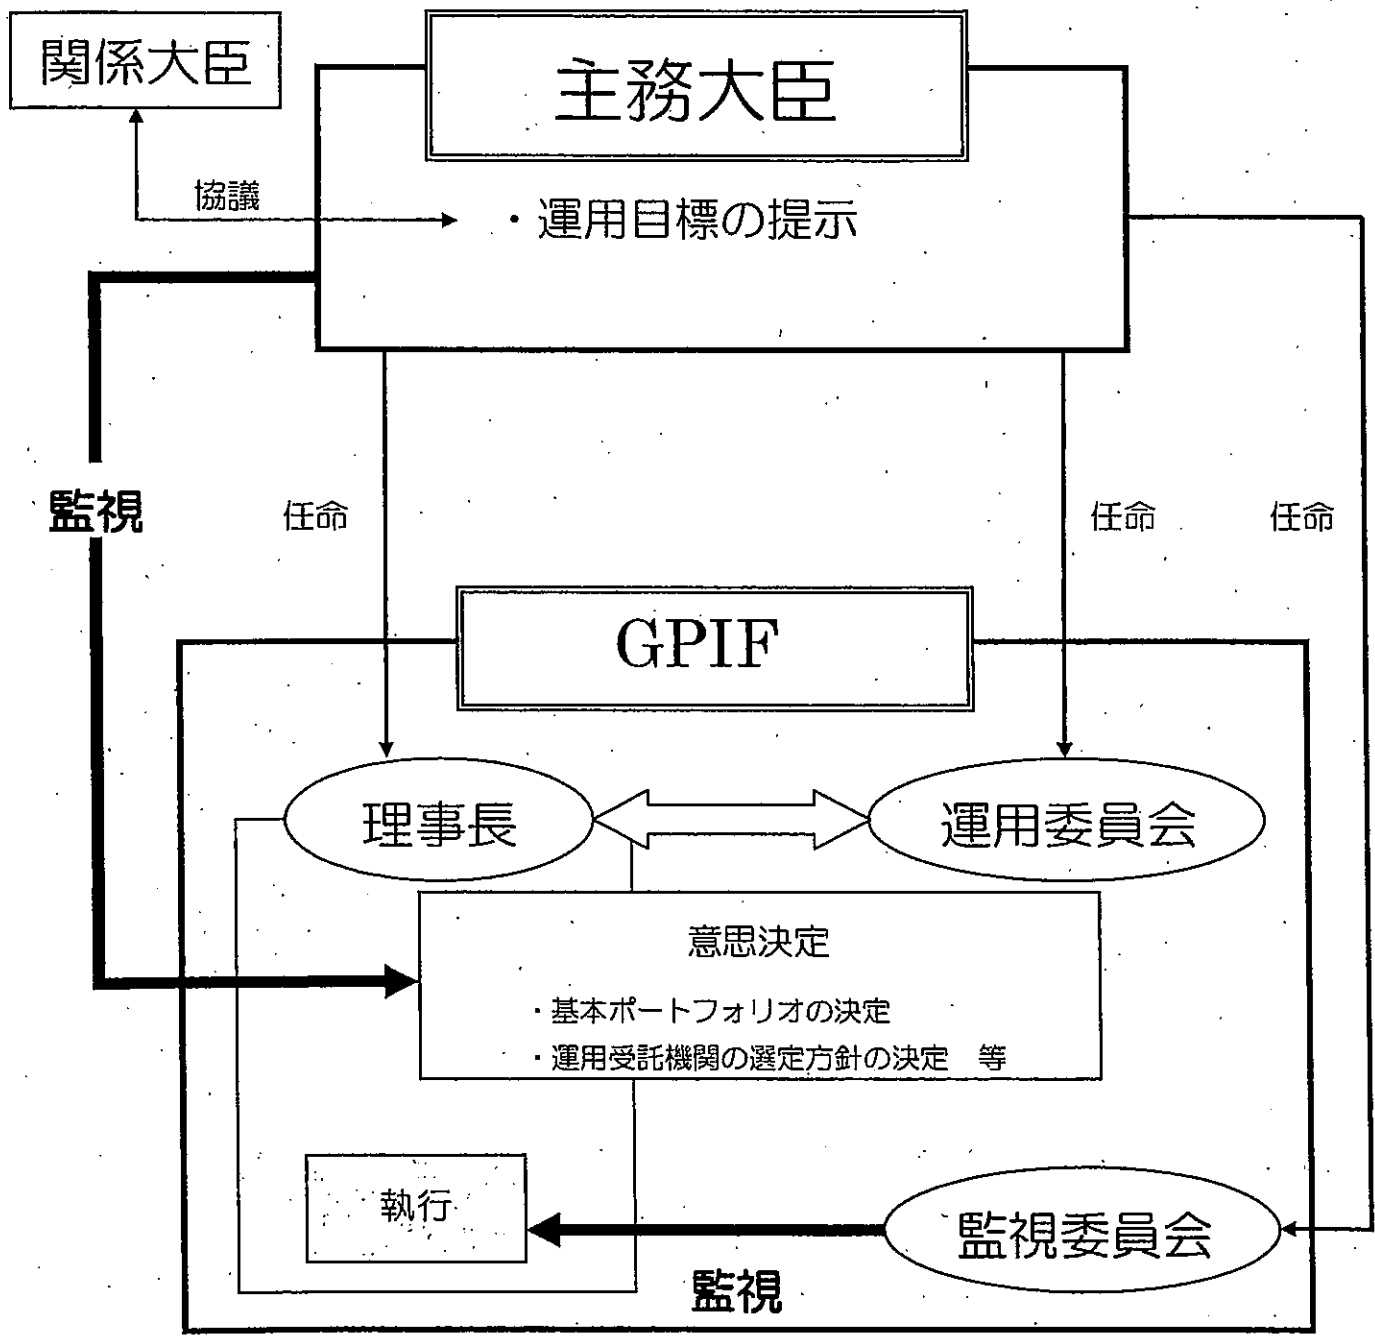 関係大臣
主務大臣
協議
・運用目標の提示
監視
任命
任命
任命
GPIF
理事長
運用委員会
意思決定
・基本ポートフォリオの決定
・運用受託機関の選定方針の決定　等
執行
監視委員会
監視